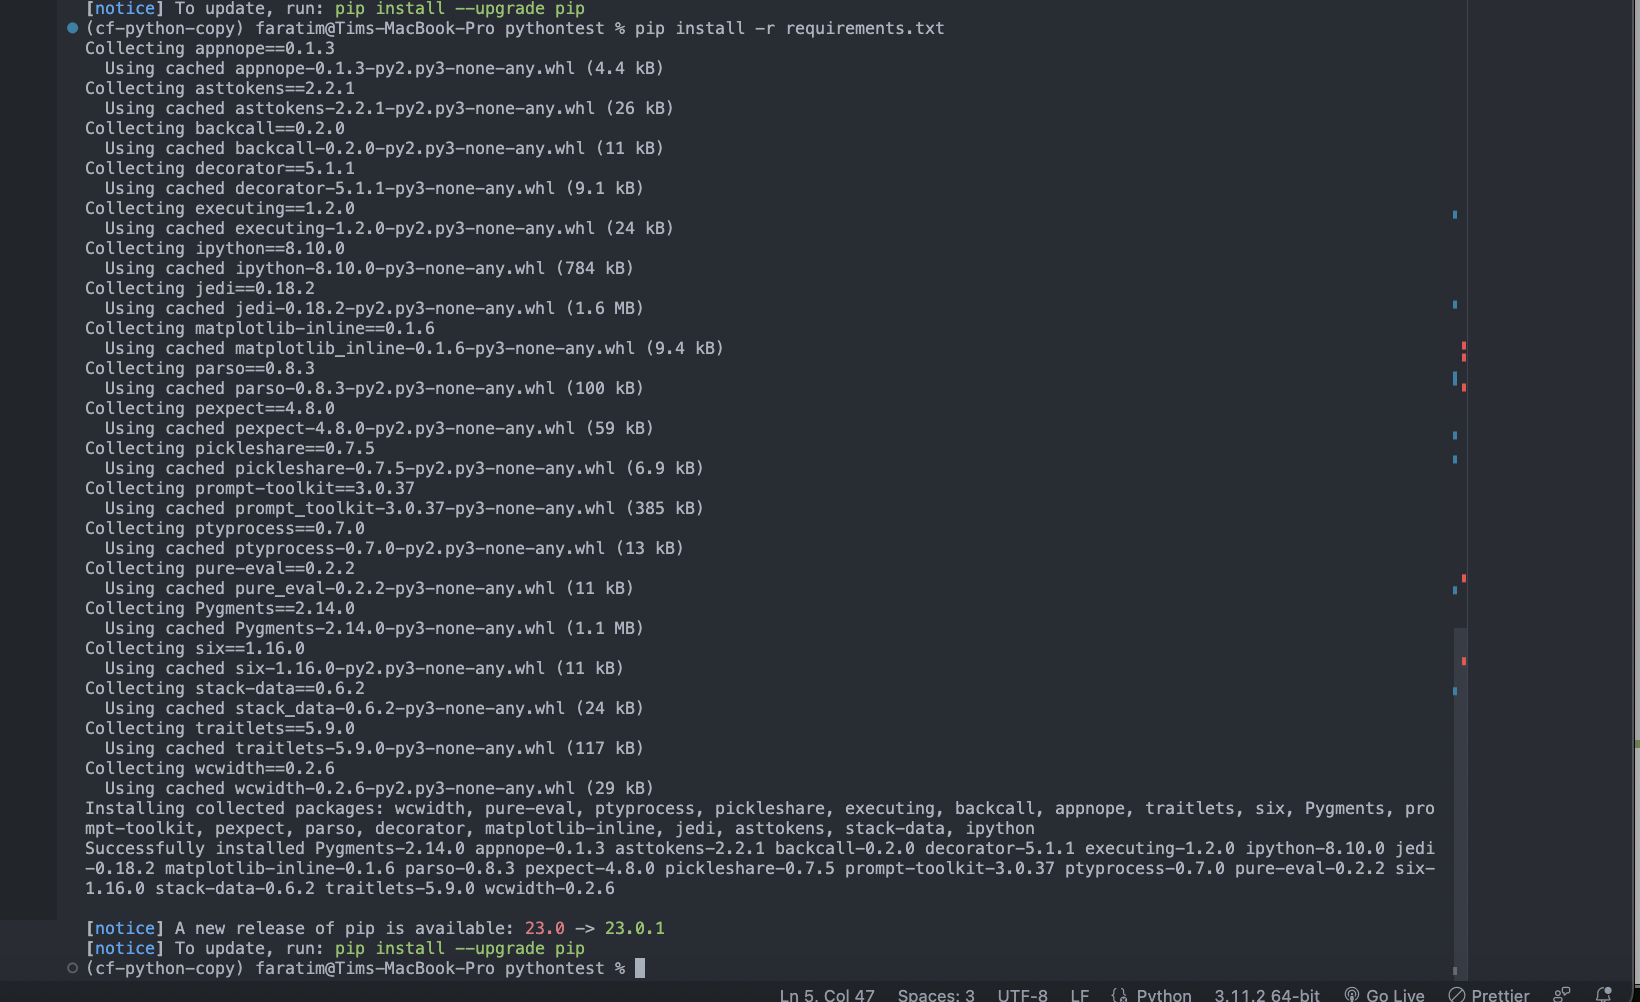 [notice] To update, run: pip install --upgrade pip
(cf-python-copy) faratim@Tims-MacBook-Pro pythontest % pip install -r requirements.txt
Collecting appnope==0.1.3
  Using cached appnope-0.1.3-py2.py3-none-any.whl (4.4 kB)
Collecting asttokens==2.2.1
  Using cached asttokens-2.2.1-py2.py3-none-any.whl (26 kB)
Collecting backcall==0.2.0
  Using cached backcall-0.2.0-py2.py3-none-any.whl (11 kB)
Collecting decorator==5.1.1
  Using cached decorator-5.1.1-py3-none-any.whl (9.1 kB)
Collecting executing==1.2.0
  Using cached executing-1.2.0-py2.py3-none-any.whl (24 kB)
Collecting ipython==8.10.0
  Using cached ipython-8.10.0-py3-none-any.whl (784 kB)
Collecting jedi==0.18.2
  Using cached jedi-0.18.2-py2.py3-none-any.whl (1.6 MB)
Collecting matplotlib-inline==0.1.6
  Using cached matplotlib_inline-0.1.6-py3-none-any.whl (9.4 kB)
Collecting parso==0.8.3
  Using cached parso-0.8.3-py2.py3-none-any.whl (100 kB)
Collecting pexpect==4.8.0
  Using cached pexpect-4.8.0-py2.py3-none-any.whl (59 kB)
Collecting pickleshare==0.7.5
  Using cached pickleshare-0.7.5-py2.py3-none-any.whl (6.9 kB)
Collecting prompt-toolkit==3.0.37
  Using cached prompt_toolkit-3.0.37-py3-none-any.whl (385 kB)
Collecting ptyprocess==0.7.0
  Using cached ptyprocess-0.7.0-py2.py3-none-any.whl (13 kB)
Collecting pure-eval==0.2.2
  Using cached pure_eval-0.2.2-py3-none-any.whl (11 kB)
Collecting Pygments==2.14.0
  Using cached Pygments-2.14.0-py3-none-any.whl (1.1 MB)
Collecting six==1.16.0
  Using cached six-1.16.0-py2.py3-none-any.whl (11 kB)
Collecting stack-data==0.6.2
  Using cached stack_data-0.6.2-py3-none-any.whl (24 kB)
Collecting traitlets==5.9.0
  Using cached traitlets-5.9.0-py3-none-any.whl (117 kB)
Collecting wcwidth==0.2.6
  Using cached wcwidth-0.2.6-py2.py3-none-any.whl (29 kB)
Installing collected packages: wcwidth, pure-eval, ptyprocess, pickleshare, executing, backcall, appnope, traitlets, six, Pygments, pro
mpt-toolkit, pexpect, parso, decorator, matplotlib-inline, jedi, asttokens, stack-data, ipython
Successfully installed Pygments-2.14.0 appnope-0.1.3 asttokens-2.2.1 backcall-0.2.0 decorator-5.1.1 executing-1.2.0 ipython-8.10.0 jedi
-0.18.2 matplotlib-inline-0.1.6 parso-0.8.3 pexpect-4.8.0 pickleshare-0.7.5 prompt-toolkit-3.0.37 ptyprocess-0.7.0 pure-eval-0.2.2 six-
1.16.0 stack-data-0.6.2 traitlets-5.9.0 wcwidth-0.2.6
[notice] A new release of pip is available: 23.0 -> 23.0.1
[notice] To update, run: pip install --upgrade pip
(cf-python-copy) faratim@Tims-MacBook-Pro pythontest %
Ln 5, Col 47 Spaces: 3 UTF-8 LF {} Python 3.11.2 64-bit Go Live Prettier